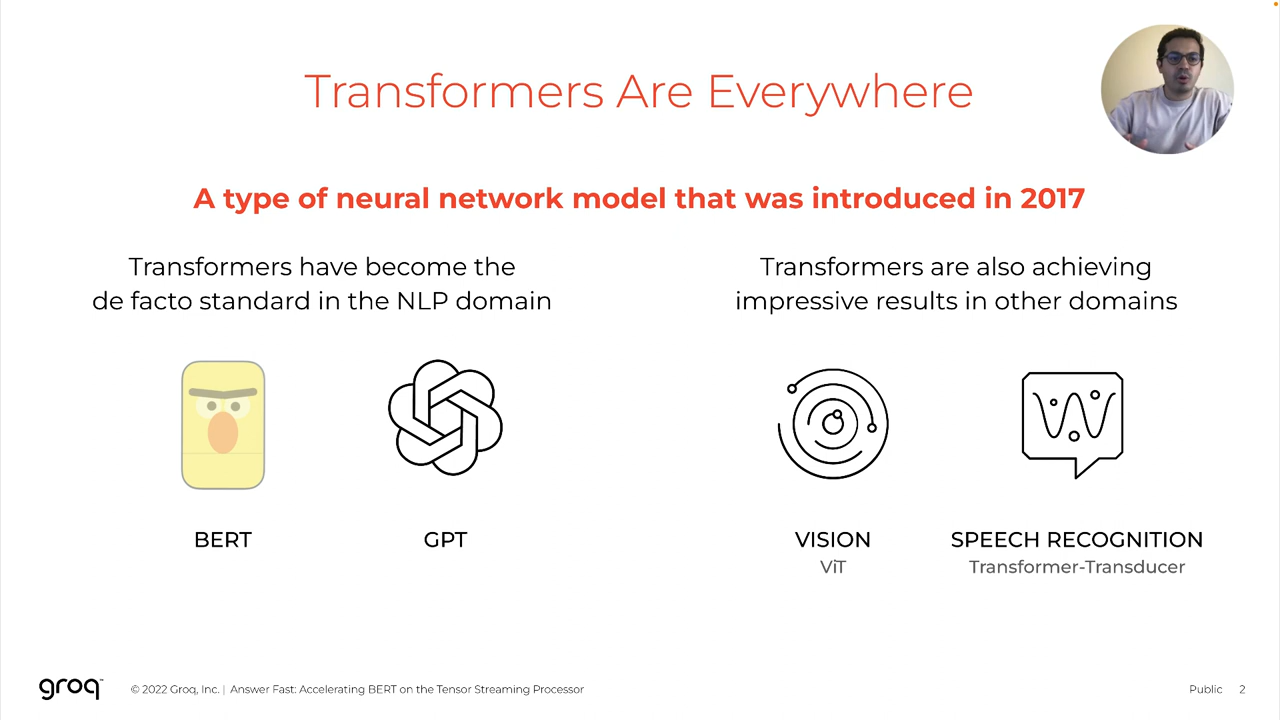 Transformers Are Everywhere
A type of neural network model that was introduced in 2017
Transformers have become the
de facto standard in the NLP domain
Transformers are also achieving
impressive results in other domains
BERT
GPT
VISION
ViT
SPEECH RECOGNITION
Transformer-Transducer
groq™
© 2022 Groq, Inc. | Answer Fast: Accelerating BERT on the Tensor Streaming Processor
Public 2